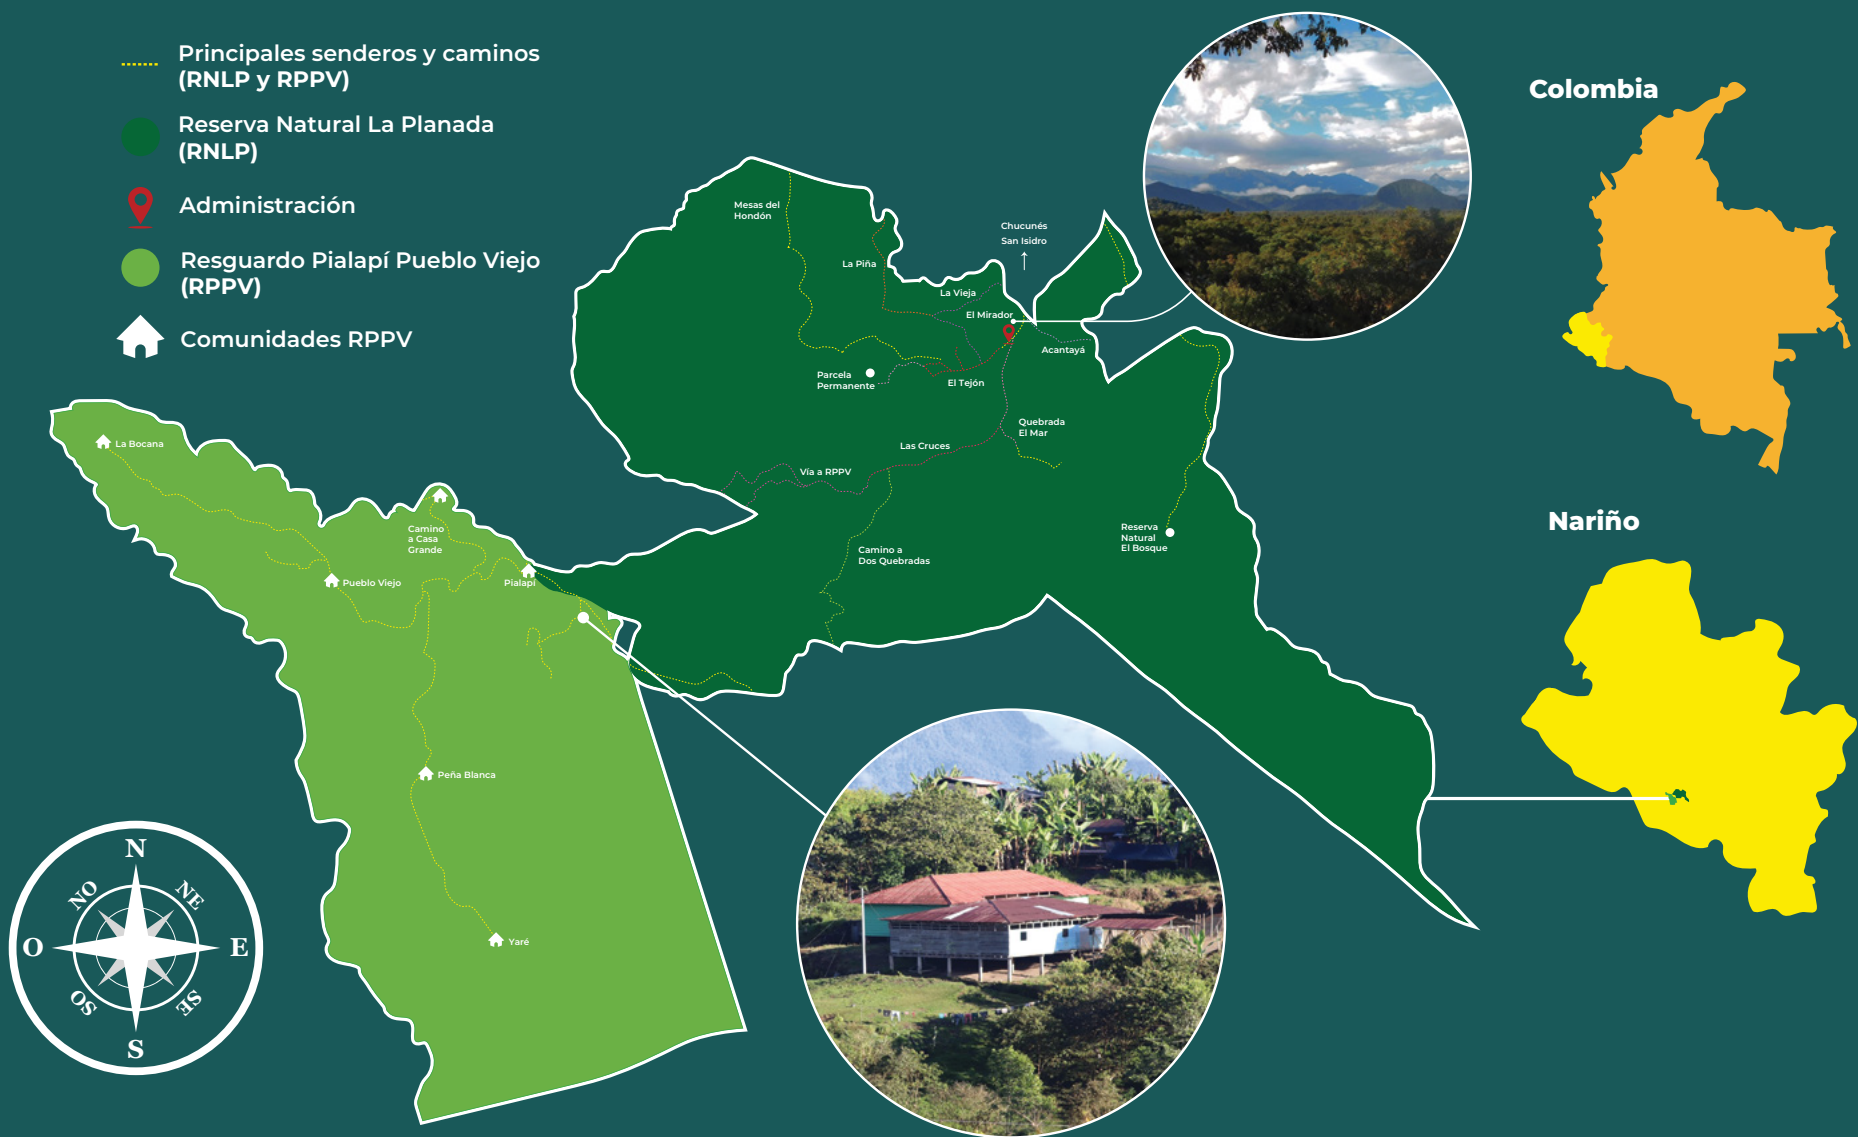 Principales senderos y caminos
(RNLP y RPPV)
Reserva Natural La Planada
(RNLP)
Administración
Resguardo Pialapí Pueblo Viejo
(RPPV)
Comunidades RPPV
Colombia
Nariño
Mesas del
Hondón
La Piña
Chucunés
San Isidro
La Vieja
El Mirador
Acantayá
Parcela
Permanente
El Tejón
Quebrada
El Mar
Las Cruces
Vía a RPPV
Camino a
Dos Quebradas
Reserva
Natural
El Bosque
La Bocana
Camino
a Casa
Grande
Pueblo Viejo
Pialapí
Peña Blanca
Yaré
N
NO
NE
O
E
SO
SE
S